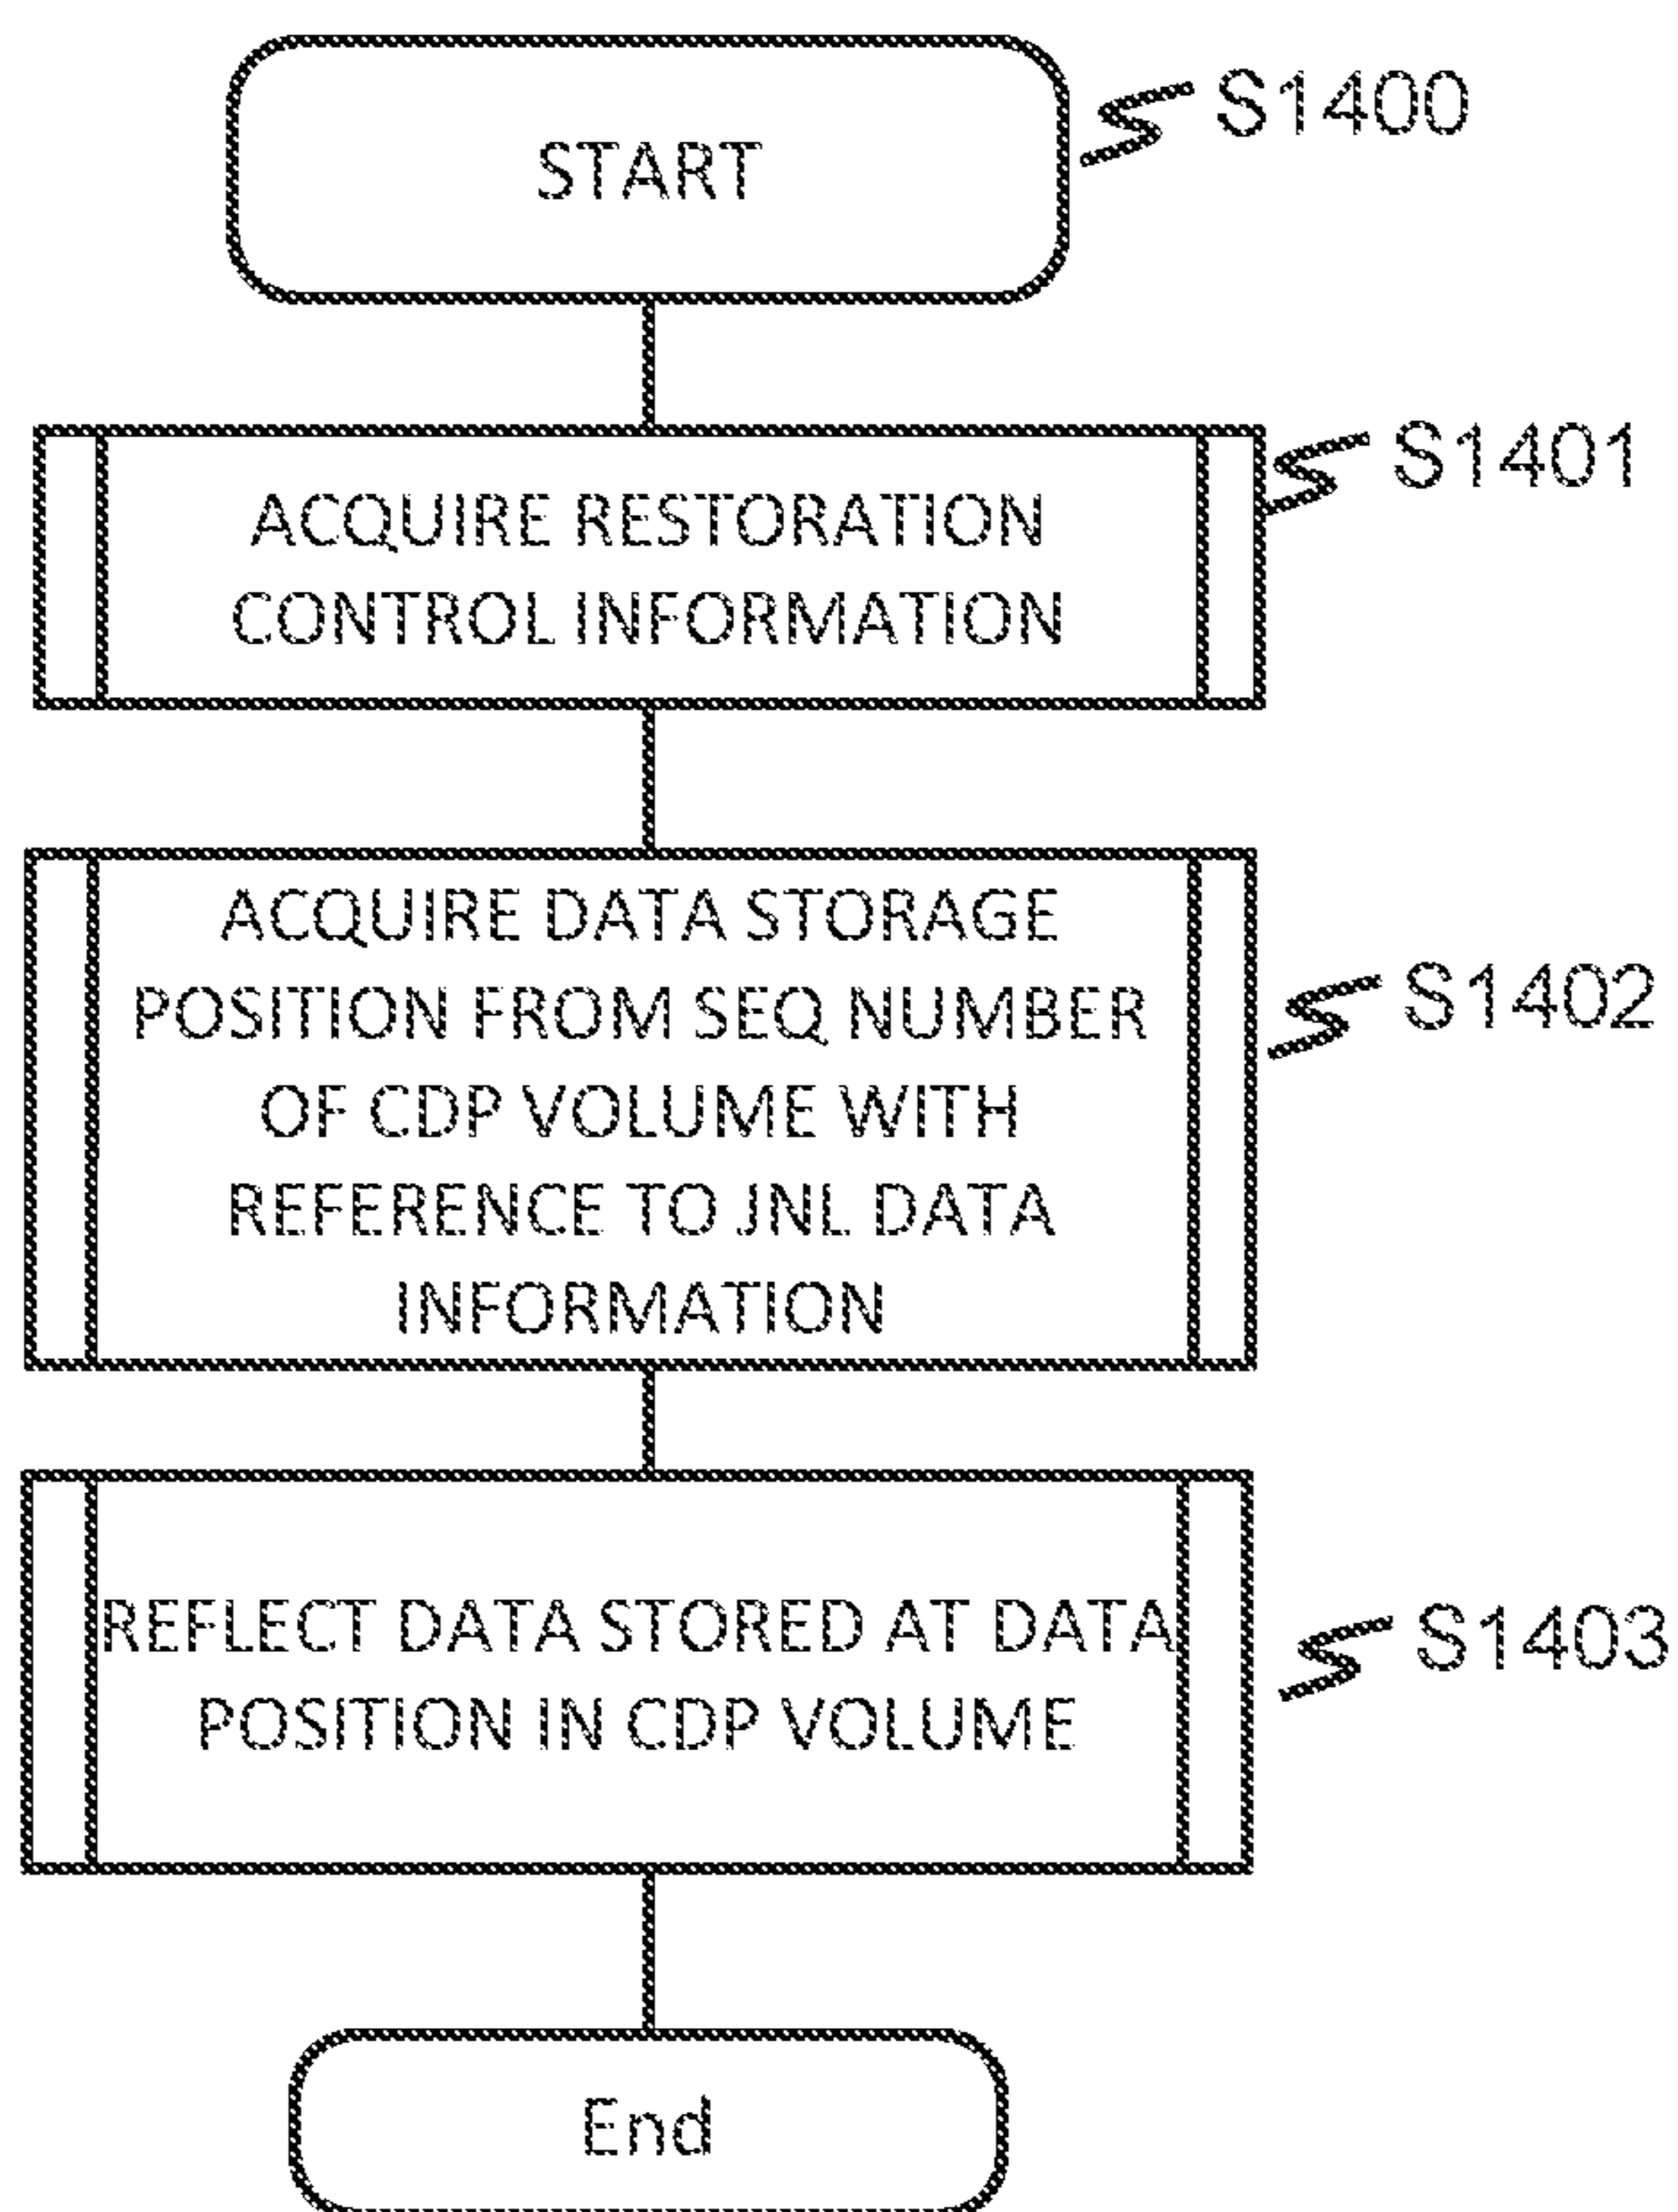 START
S1400
ACQUIRE RESTORATION
CONTROL INFORMATION
S1401
ACQUIRE DATA STORAGE
POSITION FROM SEQ NUMBER
OF CDP VOLUME WITH
REFERENCE TO JNL DATA
INFORMATION
S1402
REFLECT DATA STORED AT DATA
POSITION IN CDP VOLUME
S1403
End